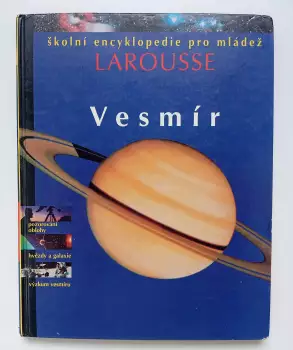 školní encyklopedie pro mládež
LAROUSSE
Vesmír
pozorování
oblohy
hvězdy a galaxie
výzkum vesmíru